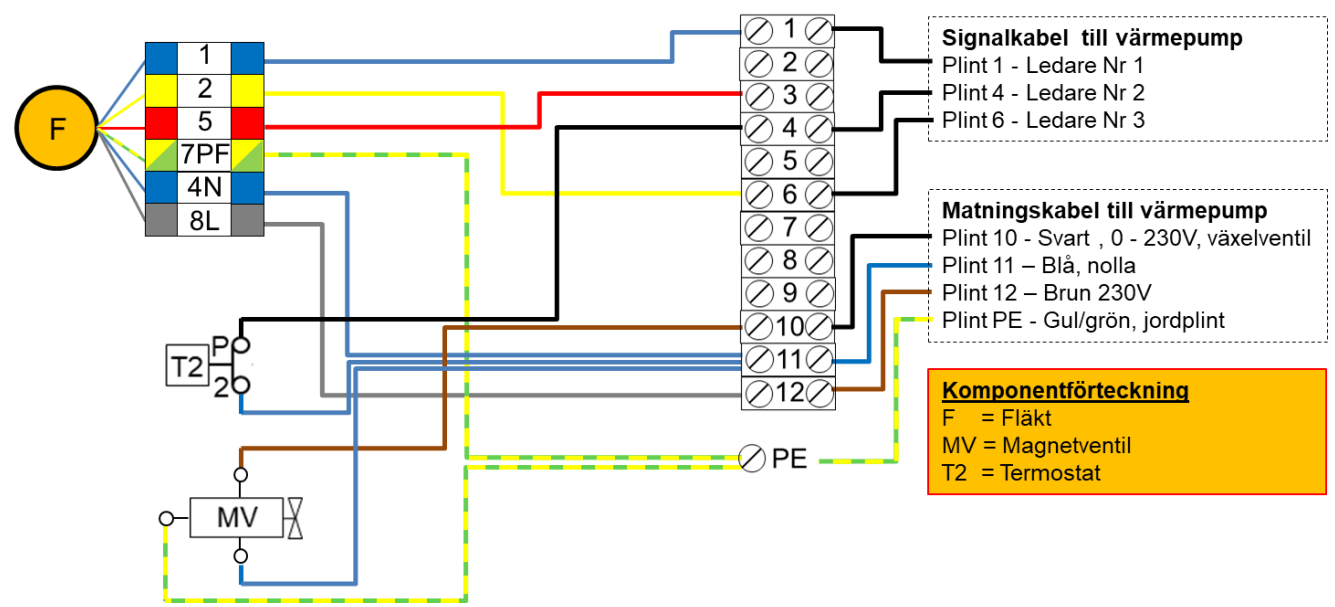 F
1
2
5
7PF
4N
8L
1
2
3
4
5
6
7
8
9
10
11
12
PE
P
T2
2
MV
Signalkabel till värmepump
Plint 1 - Ledare Nr 1
Plint 4 - Ledare Nr 2
Plint 6 - Ledare Nr 3
Matningskabel till värmepump
Plint 10 - Svart , 0 - 230V, växelventil
Plint 11 – Blå, nolla
Plint 12 – Brun 230V
Plint PE - Gul/grön, jordplint
Komponentförteckning
F = Fläkt
MV = Magnetventil
T2 = Termostat